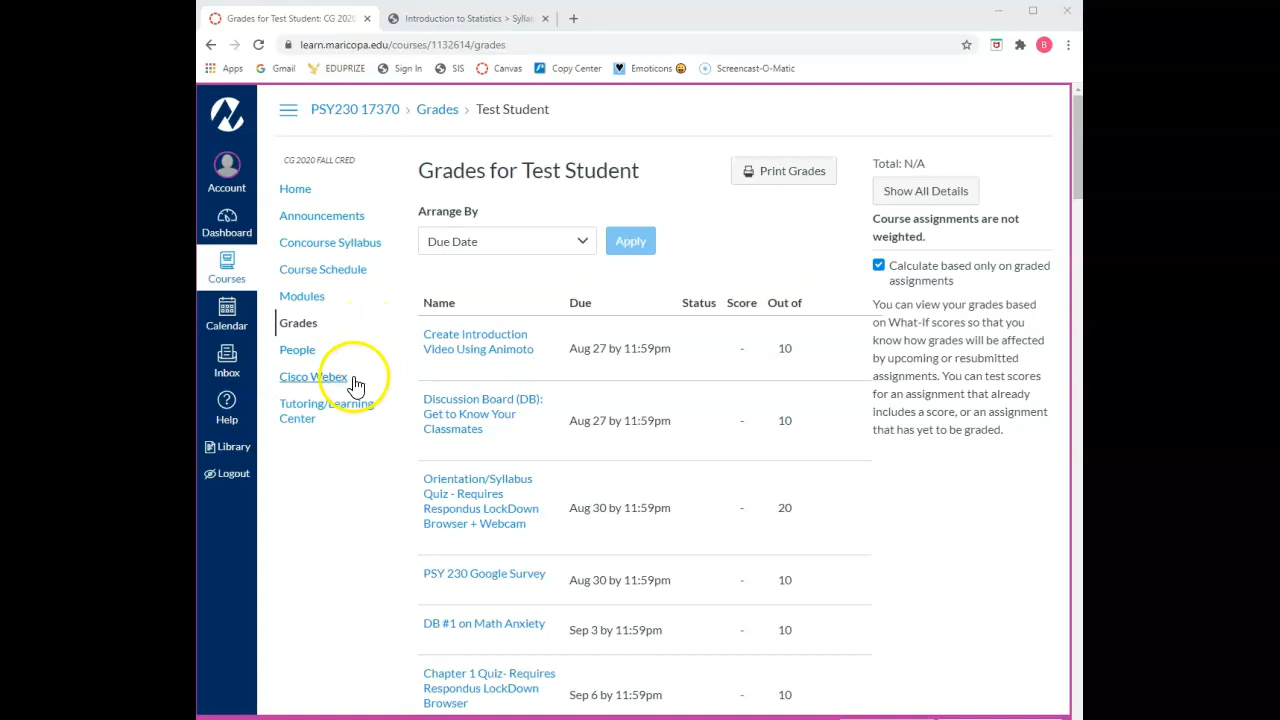 Grades for Test Student: CG 2020
Introduction to Statistics > Sylla
learn.maricopa.edu/courses/1132614/grades
B
Apps
Gmail
EDUPRIZE
Sign In
SIS
Canvas
Copy Center
Emoticons 😀
Screencast-O-Matic
PSY230 17370 > Grades > Test Student
Account
Dashboard
Courses
Calendar
Inbox
Help
Library
Logout
CG 2020 FALL CRED
Home
Announcements
Concourse Syllabus
Course Schedule
Modules
Grades
People
Cisco Webex
Tutoring/Learning
Center
Grades for Test Student
Print Grades
Arrange By
Due Date
Apply
Name Due Status Score Out of
Create Introduction
Video Using Animoto
Aug 27 by 11:59pm - 10
Discussion Board (DB):
Get to Know Your
Classmates
Aug 27 by 11:59pm - 10
Orientation/Syllabus
Quiz - Requires
Respondus LockDown
Browser + Webcam
Aug 30 by 11:59pm - 20
PSY 230 Google Survey
Aug 30 by 11:59pm - 10
DB #1 on Math Anxiety
Sep 3 by 11:59pm - 10
Chapter 1 Quiz- Requires
Respondus LockDown
Browser
Sep 6 by 11:59pm - 10
Total: N/A
Show All Details
Course assignments are not
weighted.
Calculate based only on graded
assignments
You can view your grades based
on What-If scores so that you
know how grades will be affected
by upcoming or resubmitted
assignments. You can test scores
for an assignment that already
includes a score, or an assignment
that has yet to be graded.